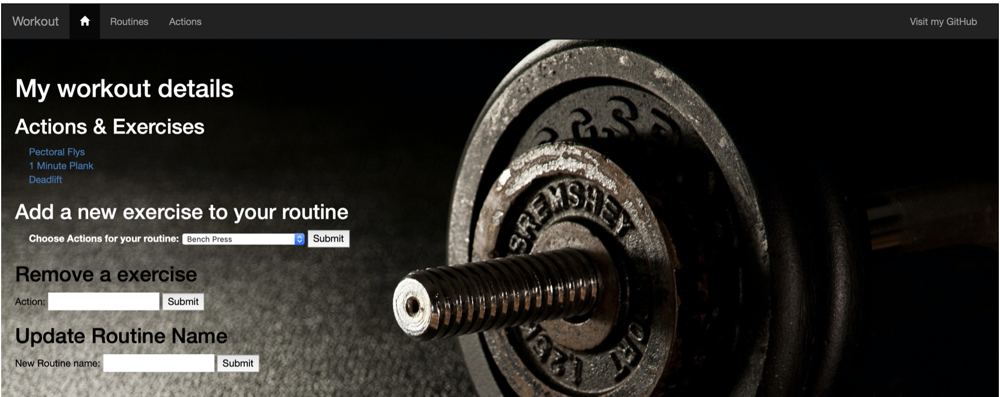 Workout Routines Actions Visit my GitHub
My workout details
Actions & Exercises
Pectoral Flys
1 Minute Plank
Deadlift
Add a new exercise to your routine
Choose Actions for your routine: Bench Press Submit
Remove a exercise
Action: Submit
Update Routine Name
New Routine name: Submit
BREMSHEY